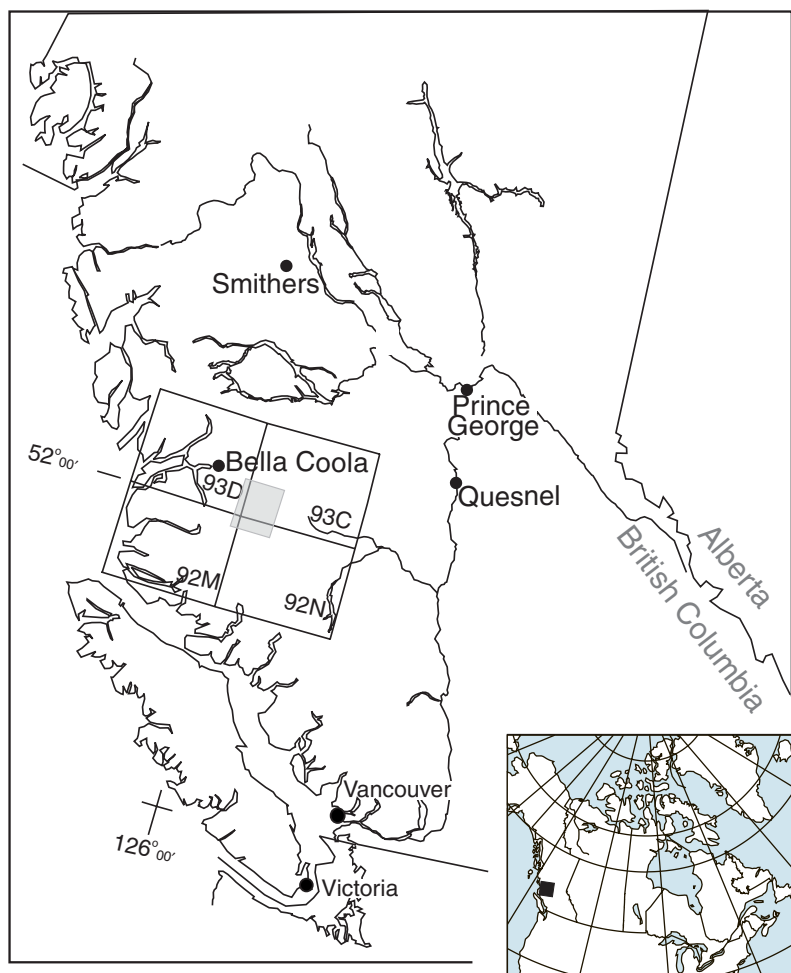 Smithers
Prince
George
52°00'
Bella Coola
93D
Quesnel
93C
Alberta
British Columbia
92M
92N
Vancouver
126°00'
Victoria